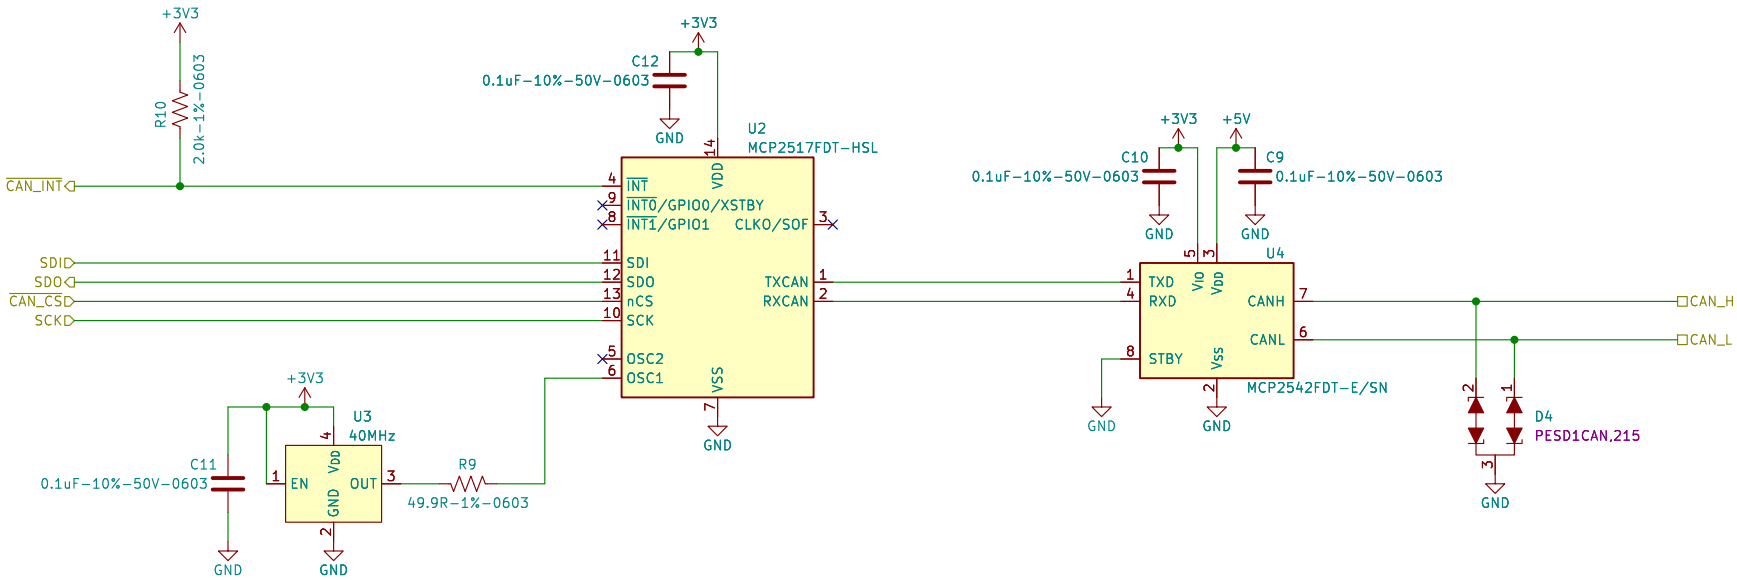 +3V3
R10
2.0k-1%-0603
CAN_INT
SDI
SDO
CAN_CS
SCK
+3V3
C12
0.1uF-10%-50V-0603
GND
U2
MCP2517FDT-HSL
14
VDD
4
INT
9
INT0/GPIO0/XSTBY
8
INT1/GPIO1
CLKO/SOF
3
11
SDI
12
SDO
13
nCS
10
SCK
TXCAN
1
RXCAN
2
5
OSC2
6
OSC1
VSS
7
GND
+3V3
U3
40MHz
4
VDD
C11
0.1uF-10%-50V-0603
1
EN
OUT
3
GND
2
GND
GND
R9
49.9R-1%-0603
+3V3
+5V
C10
0.1uF-10%-50V-0603
C9
0.1uF-10%-50V-0603
GND
GND
5
3
U4
1
TXD
VIO
VDD
4
RXD
CANH
7
CANL
6
8
STBY
VSS
2
MCP2542FDT-E/SN
GND
GND
CAN_H
CAN_L
2
1
D4
PESD1CAN,215
3
GND